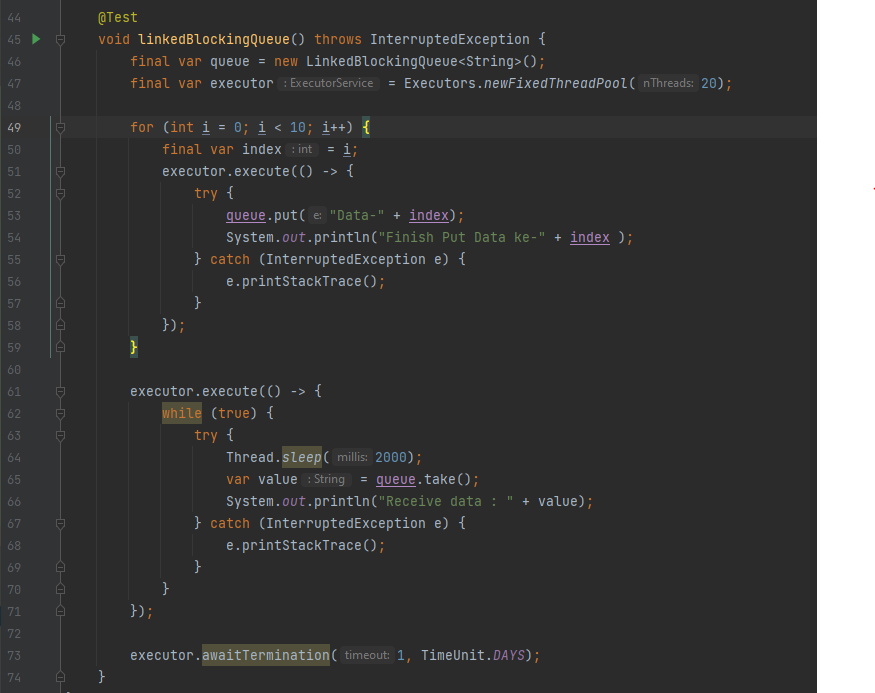 44 @Test
45 void linkedBlockingQueue() throws InterruptedException {
46 final var queue = new LinkedBlockingQueue<String>();
47 final var executor : ExecutorService = Executors.newFixedThreadPool( nThreads: 20);
48
49 for (int i = 0; i < 10; i++) {
50 final var index : int = i;
51 executor.execute(() -> {
52 try {
53 queue.put( e: "Data-" + index);
54 System.out.println("Finish Put Data ke-" + index );
55 } catch (InterruptedException e) {
56 e.printStackTrace();
57 }
58 });
59 }
60
61 executor.execute(() -> {
62 while (true) {
63 try {
64 Thread.sleep( millis: 2000);
65 var value : String = queue.take();
66 System.out.println("Receive data : " + value);
67 } catch (InterruptedException e) {
68 e.printStackTrace();
69 }
70 }
71 });
72
73 executor.awaitTermination( timeout: 1, TimeUnit.DAYS);
74 }